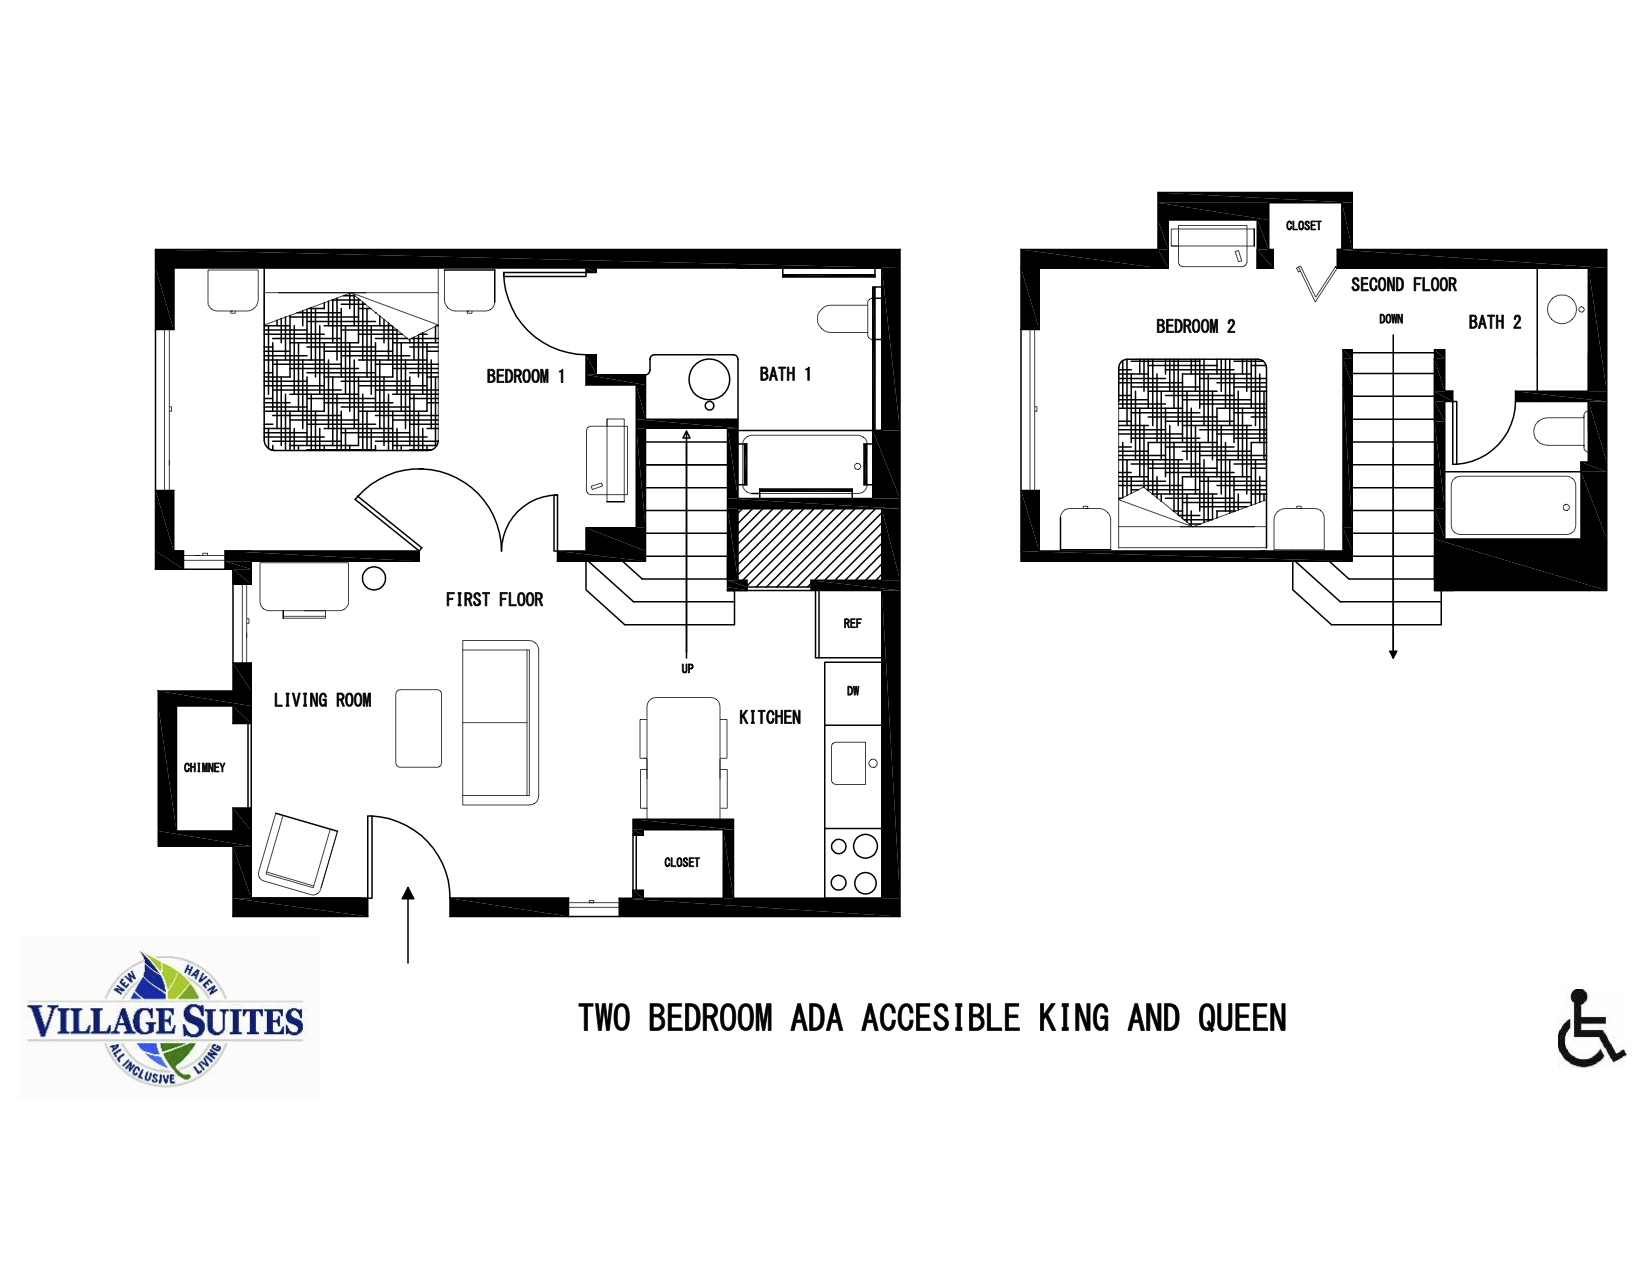 CLOSET
SECOND FLOOR
DOWN
BEDROOM 2
BATH 2
BEDROOM 1
BATH 1
FIRST FLOOR
REF
UP
DW
LIVING ROOM
KITCHEN
CHIMNEY
CLOSET
NEW HAVEN
VILLAGE SUITES
ALL INCLUSIVE LIVING
TWO BEDROOM ADA ACCESIBLE KING AND QUEEN